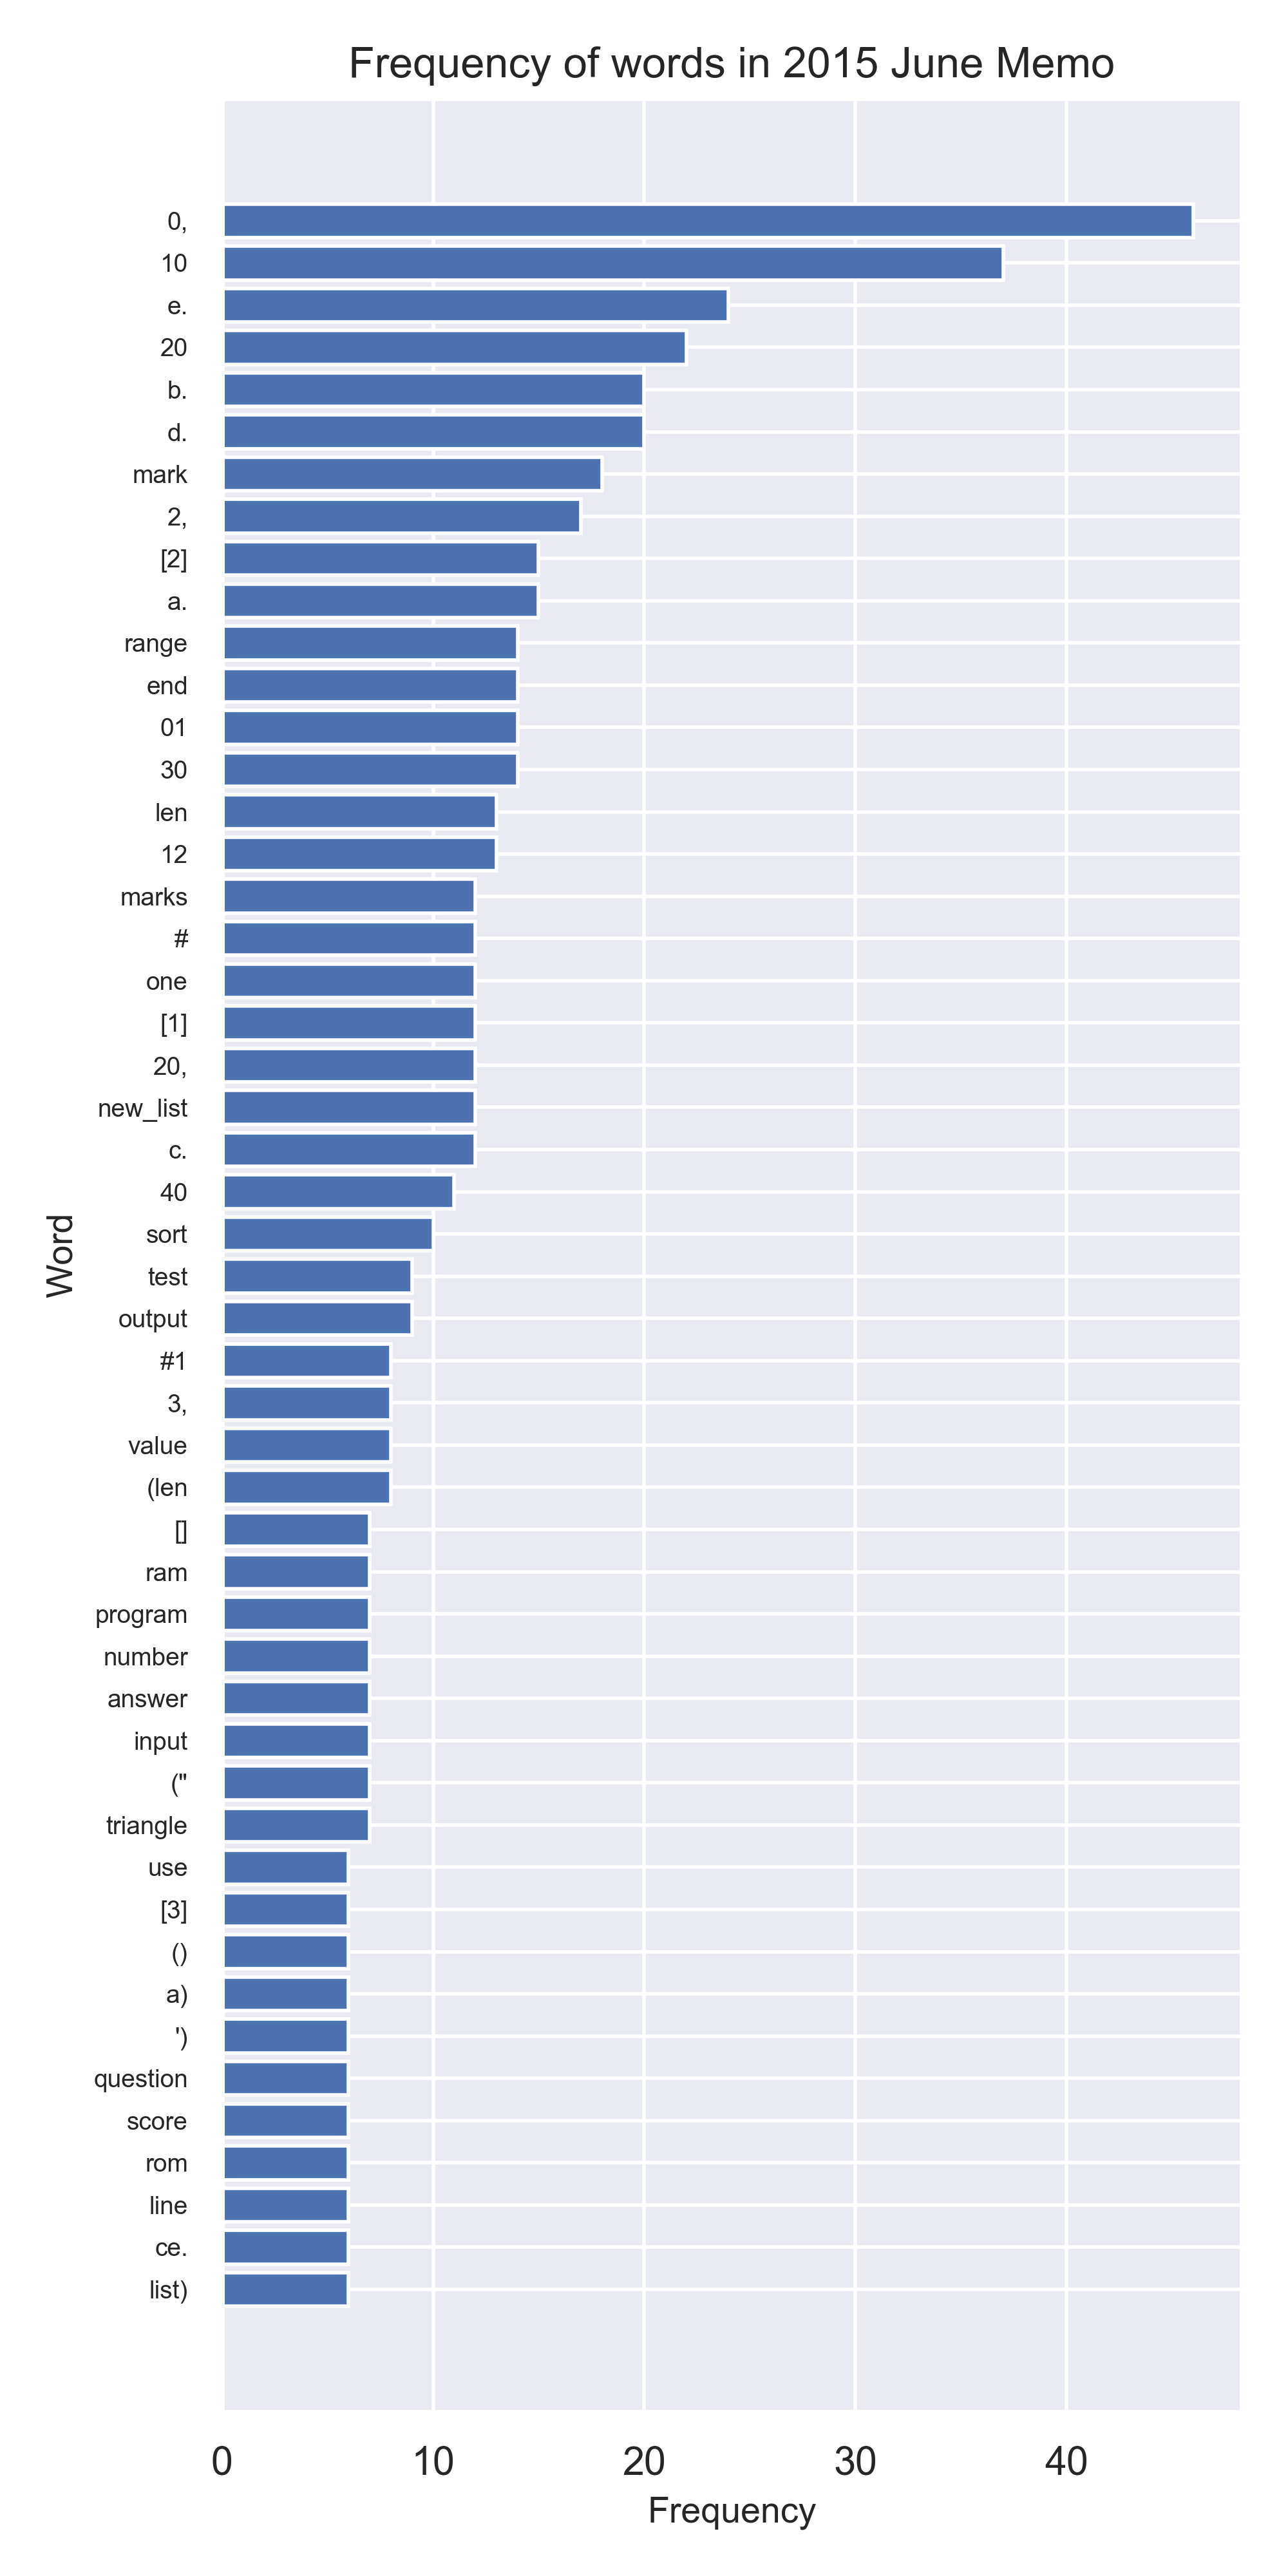 Frequency of words in 2015 June Memo
0,
10
e.
20
b.
d.
mark
2,
[2]
a.
range
end
01
30
len
12
marks
#
one
[1]
20,
new_list
c.
40
sort
test
output
#1
3,
value
(len
[]
ram
program
number
answer
input
("
triangle
use
[3]
()
a)
')
question
score
rom
line
ce.
list)
Word
0 10 20 30 40
Frequency